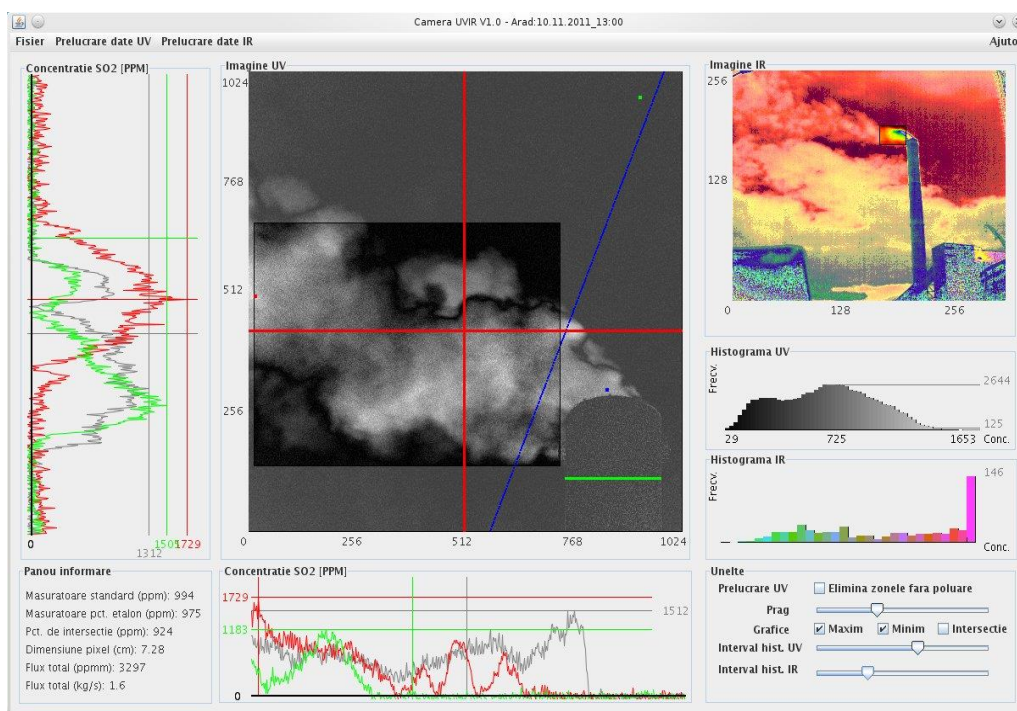 Camera UVIR V1.0 - Arad:10.11.2011_13:00
Fisier Prelucrare date UV Prelucrare date IR Ajuto
Concentratie SO2 [PPM]
0
1312
1505
1729
Imagine UV
1024
768
512
256
0 256 512 768 1024
Imagine IR
256
128
0 128 256
Histograma UV
Frecv.
2644
125
29 725 1653 Conc.
Histograma IR
Frecv.
146
Conc.
Panou informare
Masuratoare standard (ppm): 994
Masuratoare pct. etalon (ppm): 975
Pct. de intersectie (ppm): 924
Dimensiune pixel (cm): 7.28
Flux total (ppmm): 3297
Flux total (kg/s): 1.6
Concentratie SO2 [PPM]
1729
1512
1183
0
Unelte
Prelucrare UV Elimina zonele fara poluare
Prag
Grafice Maxim Minim Intersectie
Interval hist. UV
Interval hist. IR